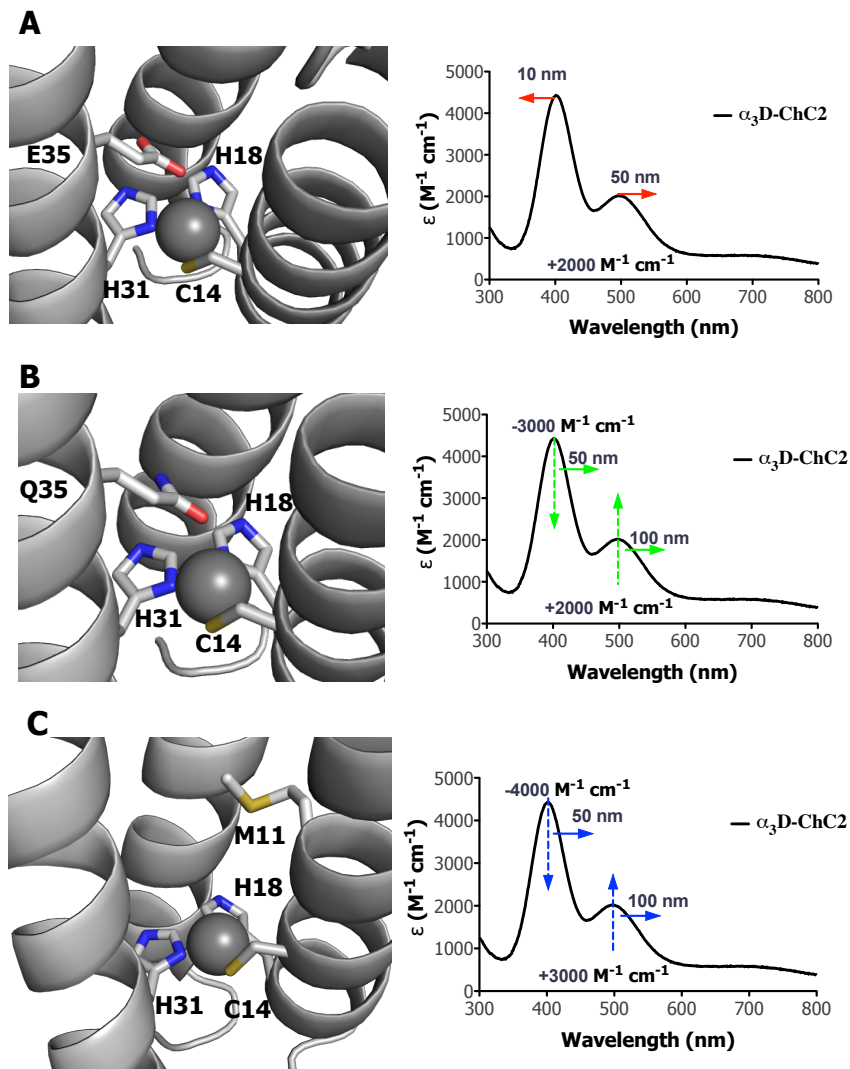 A
E35
H18
H31
C14
5000
4000
3000
2000
1000
0
ε (M⁻¹ cm⁻¹)
10 nm
50 nm
+2000 M⁻¹ cm⁻¹
α₃D-ChC2
300 400 500 600 700 800
Wavelength (nm)
B
Q35
H18
H31
C14
5000
4000
3000
2000
1000
0
ε (M⁻¹ cm⁻¹)
-3000 M⁻¹ cm⁻¹
50 nm
100 nm
+2000 M⁻¹ cm⁻¹
α₃D-ChC2
300 400 500 600 700 800
Wavelength (nm)
C
M11
H18
H31
C14
5000
4000
3000
2000
1000
0
ε (M⁻¹ cm⁻¹)
-4000 M⁻¹ cm⁻¹
50 nm
100 nm
+3000 M⁻¹ cm⁻¹
α₃D-ChC2
300 400 500 600 700 800
Wavelength (nm)